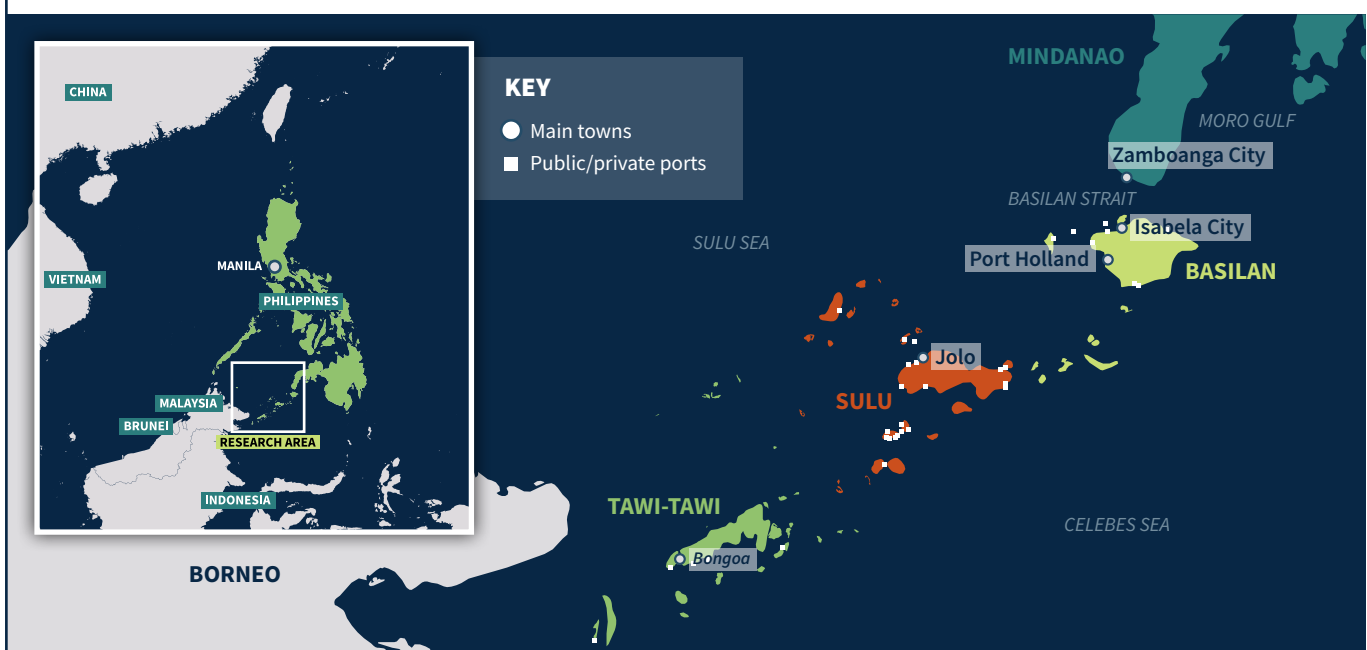 CHINA
VIETNAM
MANILA
PHILIPPINES
MALAYSIA
BRUNEI
RESEARCH AREA
INDONESIA
KEY
Main towns
Public/private ports
MINDANAO
MORO GULF
Zamboanga City
BASILAN STRAIT
Isabela City
SULU SEA
Port Holland
BASILAN
Jolo
SULU
TAWI-TAWI
CELEBES SEA
Bongoa
BORNEO